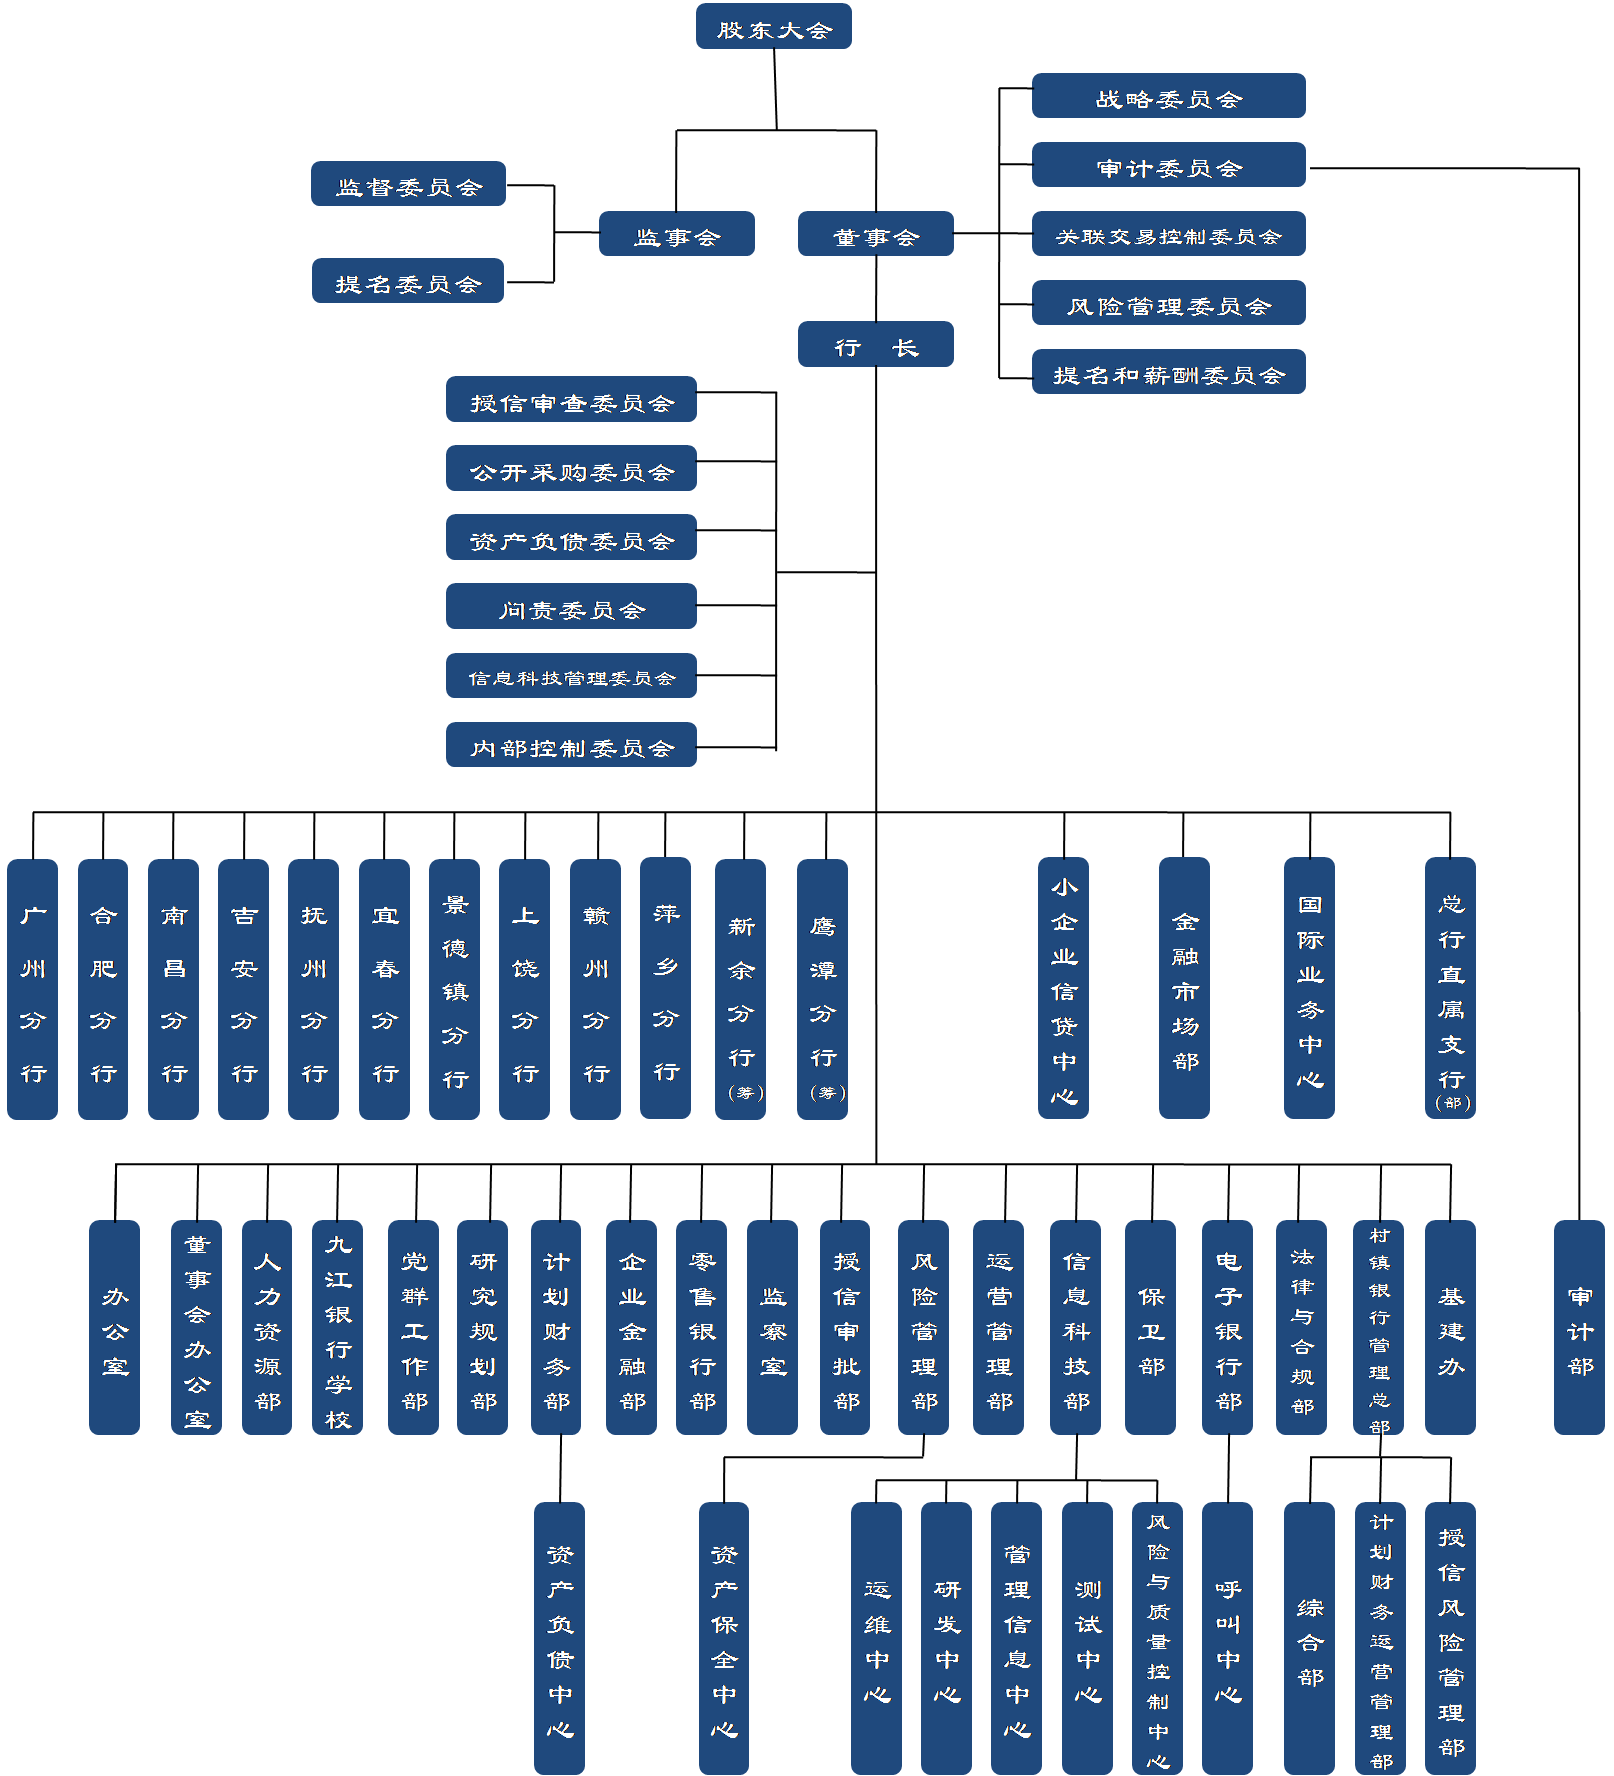 股东大会
战略委员会
审计委员会
监督委员会
监事会
董事会
关联交易控制委员会
提名委员会
风险管理委员会
行 长
提名和薪酬委员会
授信审查委员会
公开采购委员会
资产负债委员会
问责委员会
信息科技管理委员会
内部控制委员会
广州分行
合肥分行
南昌分行
吉安分行
抚州分行
宜春分行
景德镇分行
上饶分行
赣州分行
萍乡分行
新余分行(筹)
鹰潭分行(筹)
小企业信贷中心
金融市场部
国际业务中心
总行直属支行(部)
办公室
董事会办公室
人力资源部
九江银行学校
党群工作部
研究规划部
计划财务部
企业金融部
零售银行部
监察室
授信审批部
风险管理部
运营管理部
信息科技部
保卫部
电子银行部
法律与合规部
村镇银行管理总部
基建办
审计部
资产负债中心
资产保全中心
运维中心
研发中心
管理信息中心
测试中心
风险与质量控制中心
呼叫中心
综合部
计划财务运营管理部
授信风险管理部